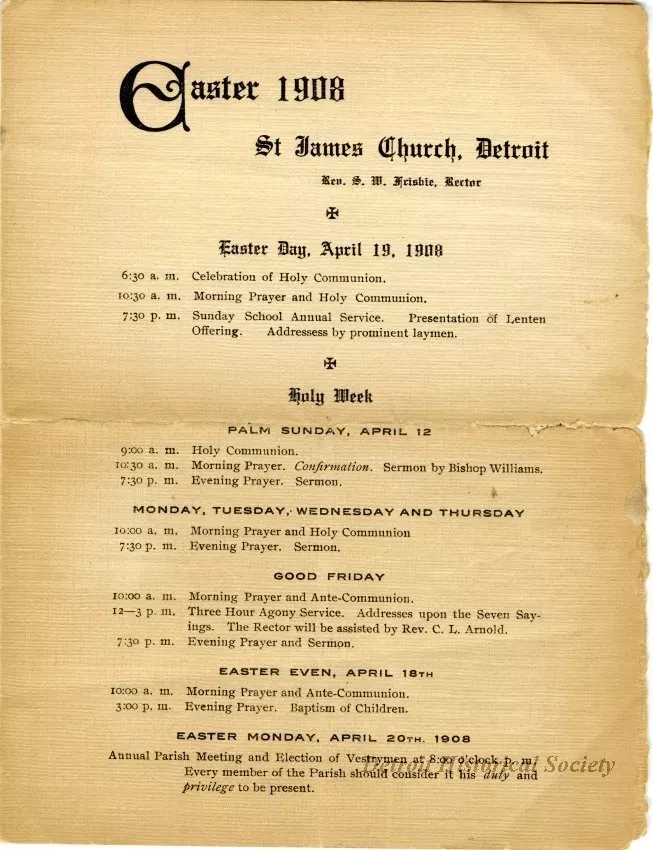 Easter 1908
St James Church, Detroit
Rev. S. W. Frisbie, Rector
✠
Easter Day, April 19, 1908
6:30 a. m. Celebration of Holy Communion.
10:30 a. m. Morning Prayer and Holy Communion.
7:30 p. m. Sunday School Annual Service. Presentation of Lenten
Offering. Addressess by prominent laymen.
✠
Holy Week
PALM SUNDAY, APRIL 12
9:00 a. m. Holy Communion.
10:30 a. m. Morning Prayer. Confirmation. Sermon by Bishop Williams.
7:30 p. m. Evening Prayer. Sermon.
MONDAY, TUESDAY, WEDNESDAY AND THURSDAY
10:00 a. m. Morning Prayer and Holy Communion
7:30 p. m. Evening Prayer. Sermon.
GOOD FRIDAY
10:00 a. m. Morning Prayer and Ante-Communion.
12—3 p. m. Three Hour Agony Service. Addresses upon the Seven Say-
ings. The Rector will be assisted by Rev. C. L. Arnold.
7:30 p. m. Evening Prayer and Sermon.
EASTER EVEN, APRIL 18TH
10:00 a. m. Morning Prayer and Ante-Communion.
3:00 p. m. Evening Prayer. Baptism of Children.
EASTER MONDAY, APRIL 20TH. 1908
Annual Parish Meeting and Election of Vestrymen at 8:00 o'clock p. m.
Every member of the Parish should consider it his duty and
privilege to be present.
Detroit Historical Society